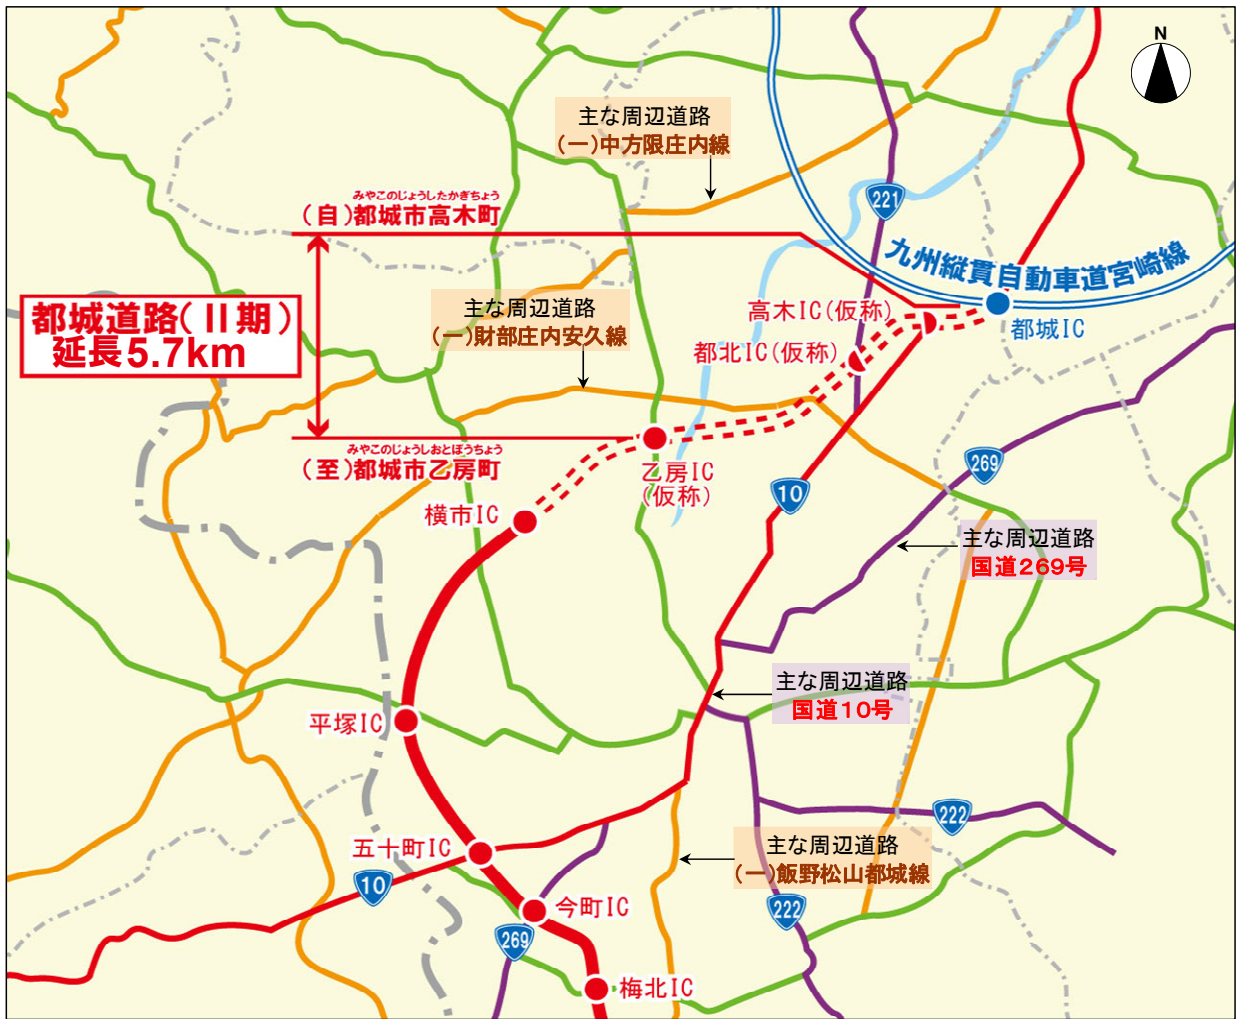 N
主な周辺道路
(一)中方限庄内線
221
みやこのじょうしたかぎちょう
(自)都城市高木町
九州縦貫自動車道宮崎線
都城道路(Ⅱ期)
延長5.7km
主な周辺道路
(一)財部庄内安久線
高木IC(仮称)
都城IC
都北IC(仮称)
みやこのじょうしおとぼうちょう
(至)都城市乙房町
乙房IC
(仮称)
269
10
横市IC
主な周辺道路
国道269号
主な周辺道路
国道10号
平塚IC
222
五十町IC
主な周辺道路
(一)飯野松山都城線
10
今町IC
222
269
梅北IC